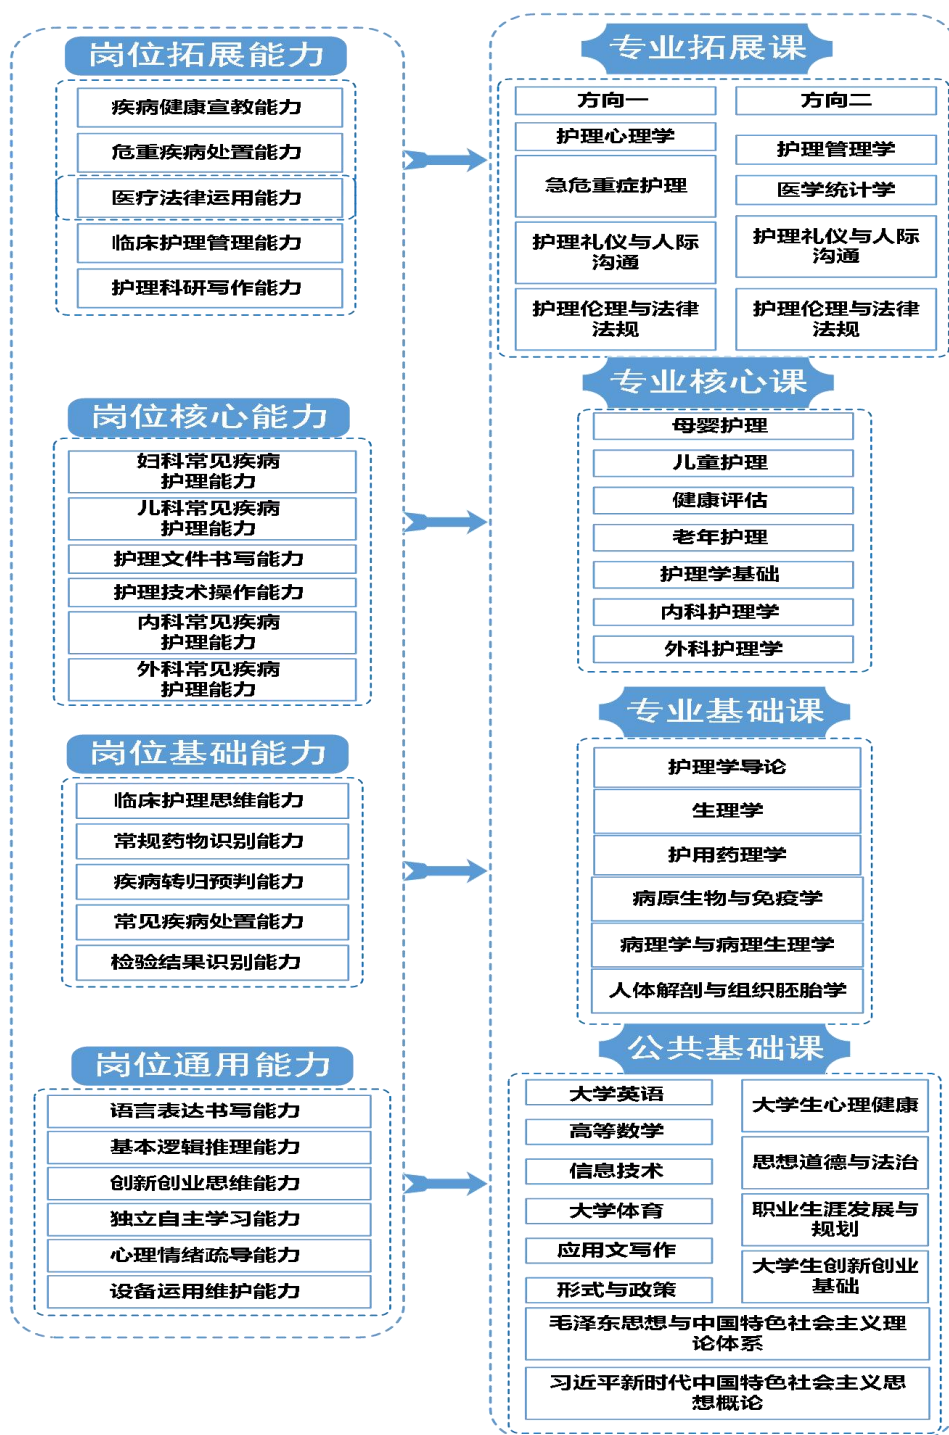 岗位拓展能力
疾病健康宣教能力
危重疾病处置能力
医疗法律运用能力
临床护理管理能力
护理科研写作能力
专业拓展课
方向一
护理心理学
急危重症护理
护理礼仪与人际
沟通
护理伦理与法律
法规
方向二
护理管理学
医学统计学
护理礼仪与人际
沟通
护理伦理与法律
法规
岗位核心能力
妇科常见疾病
护理能力
儿科常见疾病
护理能力
护理文件书写能力
护理技术操作能力
内科常见疾病
护理能力
外科常见疾病
护理能力
专业核心课
母婴护理
儿童护理
健康评估
老年护理
护理学基础
内科护理学
外科护理学
岗位基础能力
临床护理思维能力
常规药物识别能力
疾病转归预判能力
常见疾病处置能力
检验结果识别能力
专业基础课
护理学导论
生理学
护用药理学
病原生物与免疫学
病理学与病理生理学
人体解剖与组织胚胎学
岗位通用能力
语言表达书写能力
基本逻辑推理能力
创新创业思维能力
独立自主学习能力
心理情绪疏导能力
设备运用维护能力
公共基础课
大学英语
高等数学
信息技术
大学体育
应用文写作
形式与政策
大学生心理健康
思想道德与法治
职业生涯发展与
规划
大学生创新创业
基础
毛泽东思想与中国特色社会主义理
论体系
习近平新时代中国特色社会主义思
想概论